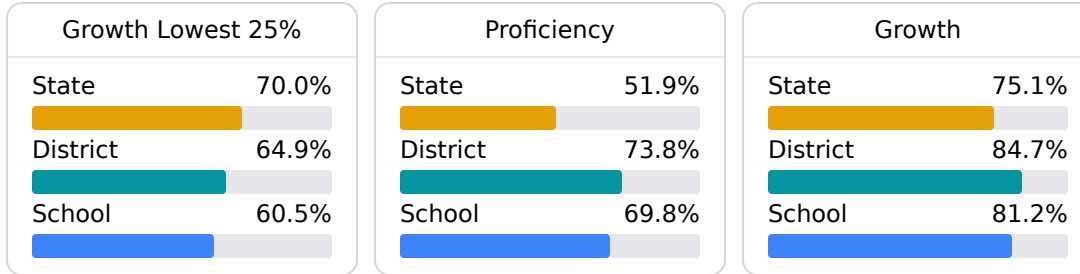 Growth Lowest 25%
State 70.0%
District 64.9%
School 60.5%
Proficiency
State 51.9%
District 73.8%
School 69.8%
Growth
State 75.1%
District 84.7%
School 81.2%